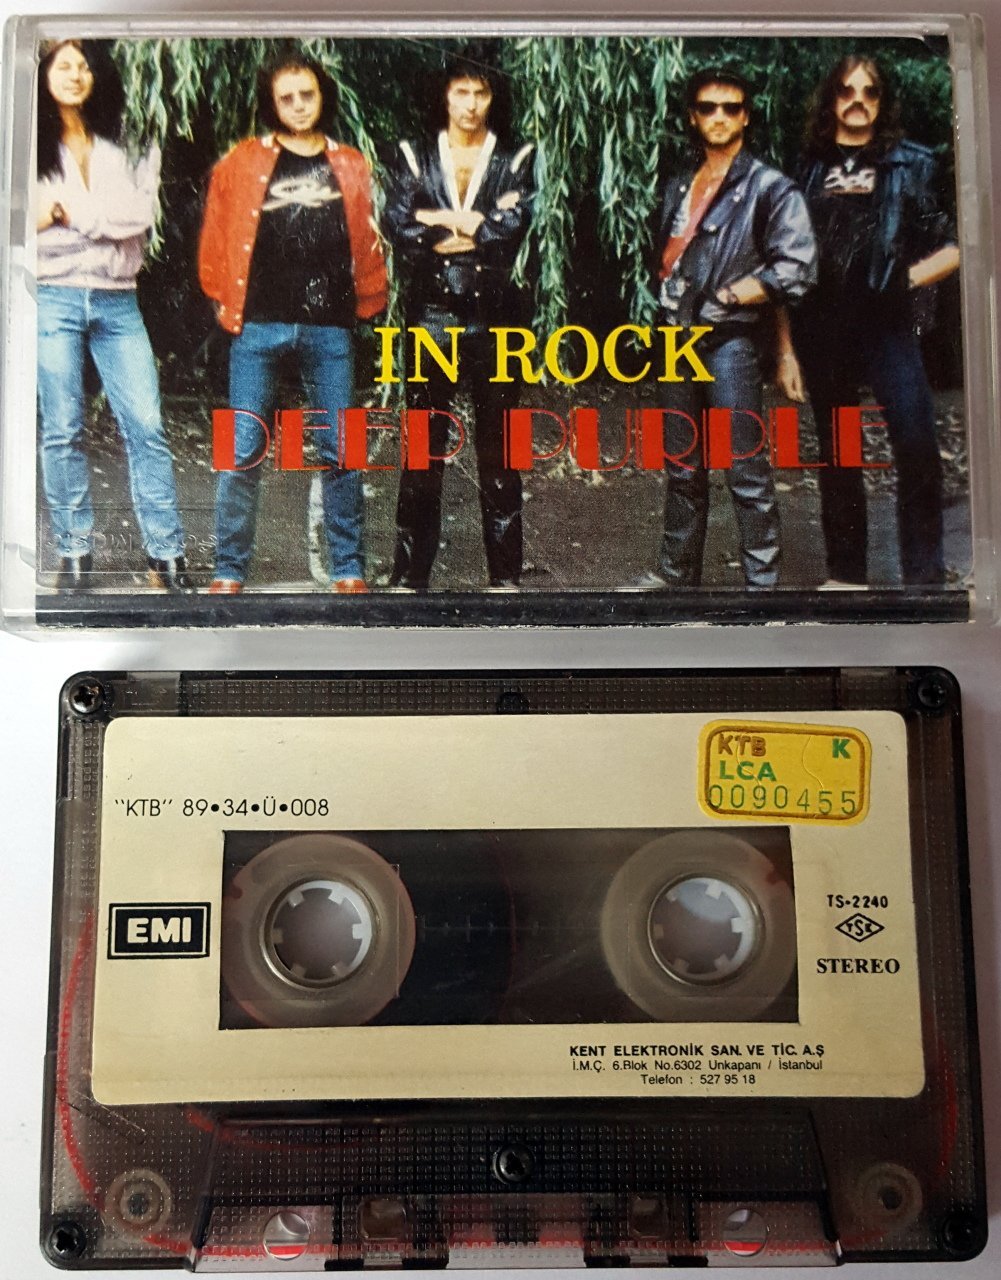 IN ROCK
DEEP PURPLE
KTB K
LCA
0090455
"KTB" 89•34•Ü•008
EMI
TS-2240
TSE
STEREO
KENT ELEKTRONİK SAN. VE TİC. A.Ş
İ.M.Ç. 6.Blok No.6302 Unkapanı / İstanbul
Telefon : 527 95 18